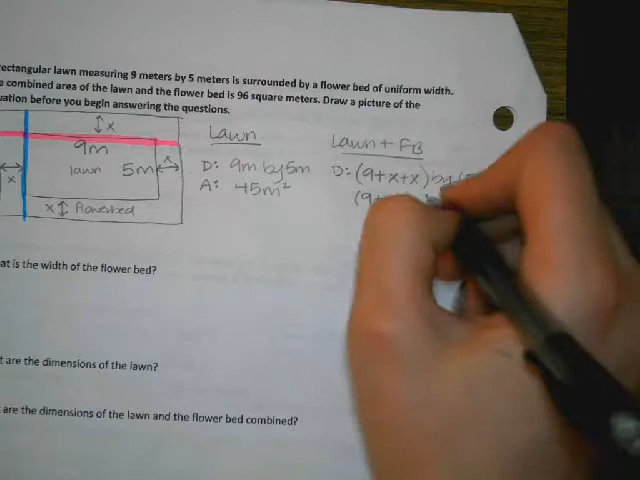 rectangular lawn measuring 9 meters by 5 meters is surrounded by a flower bed of uniform width.
e combined area of the lawn and the flower bed is 96 square meters. Draw a picture of the
uation before you begin answering the questions.
x
Lawn
Lawn + FB
9m
lawn
5m
x
x
D: 9m by 5m
D: (9+x+x) by (5
A: 45m²
(9+
x Flowerbed
at is the width of the flower bed?
t are the dimensions of the lawn?
are the dimensions of the lawn and the flower bed combined?